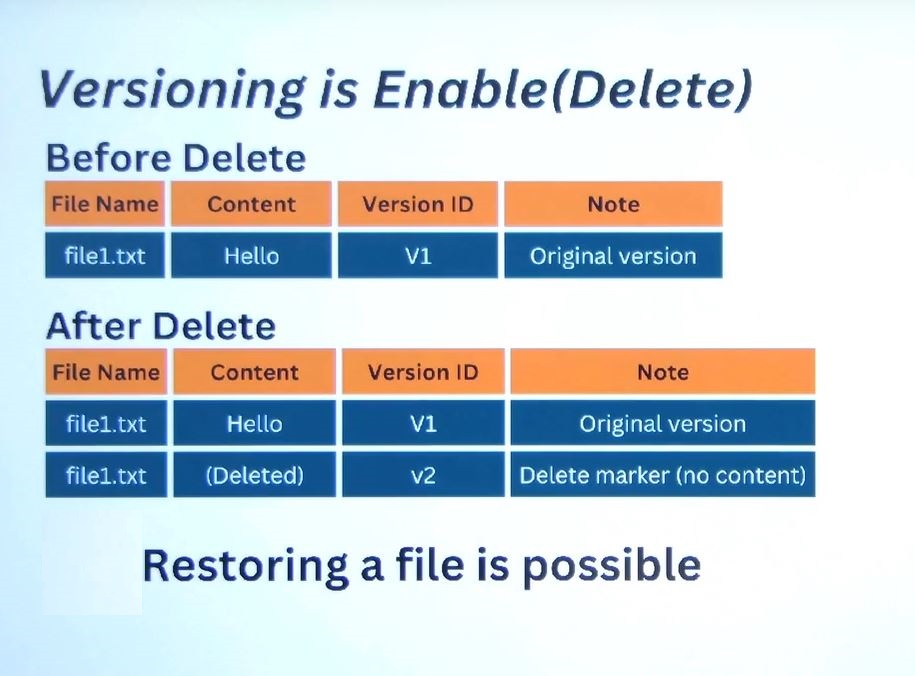 Versioning is Enable(Delete)
Before Delete
File Name Content Version ID Note
file1.txt Hello V1 Original version
After Delete
File Name Content Version ID Note
file1.txt Hello V1 Original version
file1.txt (Deleted) v2 Delete marker (no content)
Restoring a file is possible